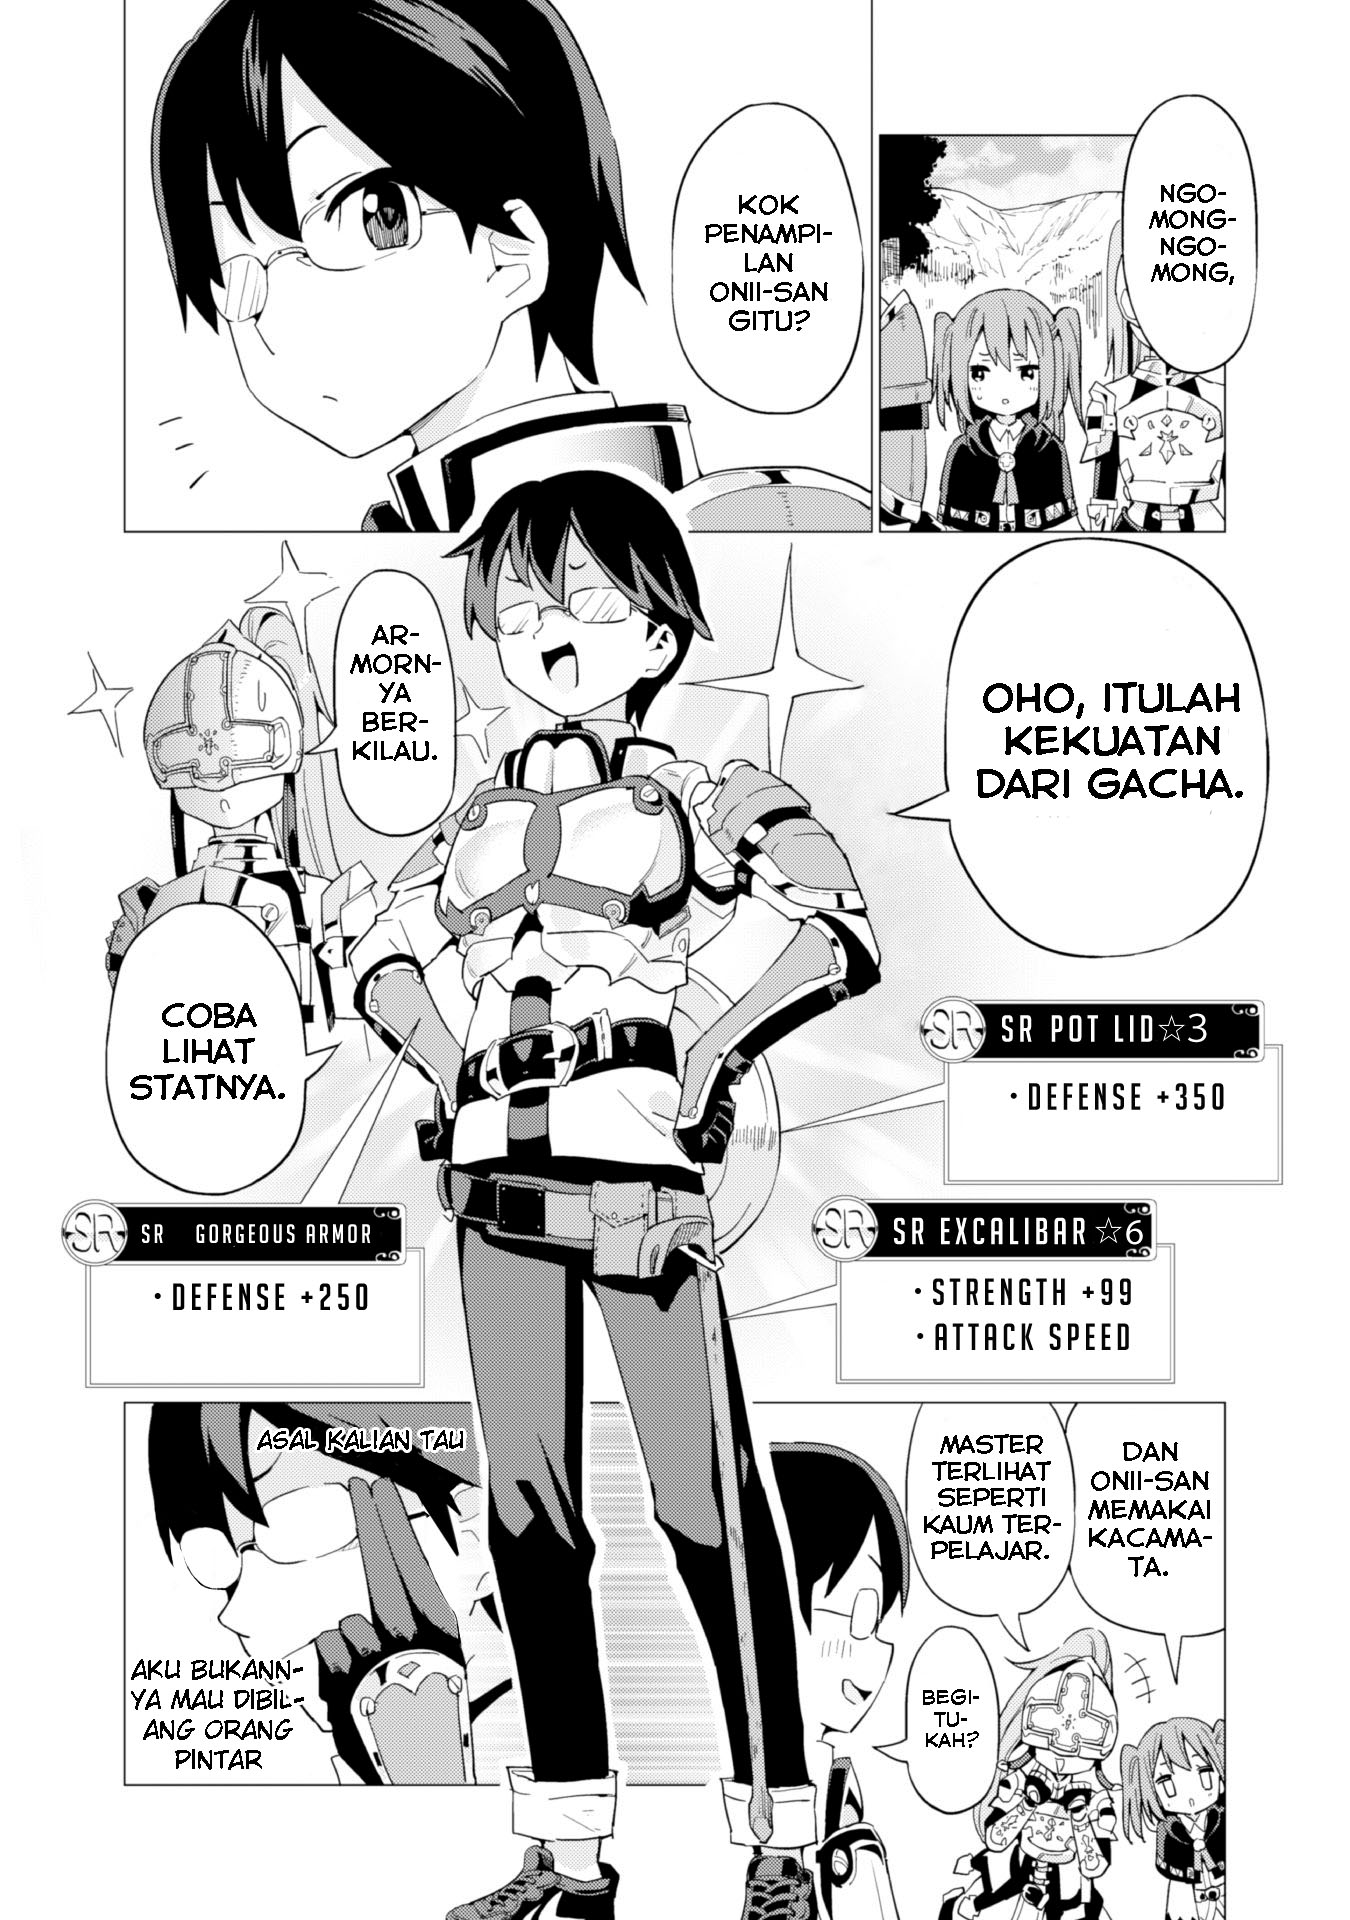 NGO-
MONG-
NGO-
MONG,
KOK
PENAMPI-
LAN
ONII-SAN
GITU?
OHO, ITULAH
KEKUATAN
DARI GACHA.
AR-
MORN-
YA
BER-
KILAU.
COBA
LIHAT
STATNYA.
SR SR POT LID☆3
・DEFENSE +350
SR SR GORGEOUS ARMOR
・DEFENSE +250
SR SR EXCALIBAR ☆6
・STRENGTH +99
・ATTACK SPEED
DAN
ONII-SAN
MEMAKAI
KACAMA-
TA.
MASTER
TERLIHAT
SEPERTI
KAUM TER-
PELAJAR.
BEGI-
TU-
KAH?
ASAL KALIAN TAU
AKU BUKANN-
YA MAU DIBIL-
ANG ORANG
PINTAR